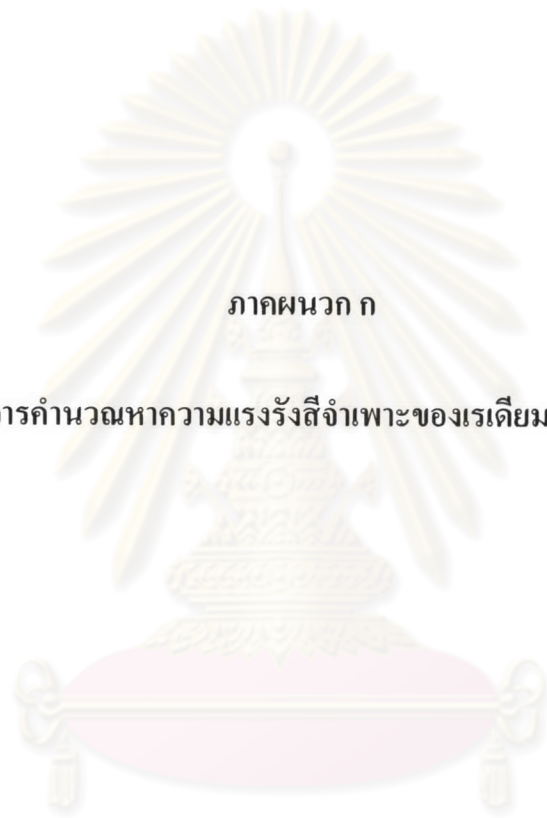 ภาคผนวก ก
ารคำนวณหาความแรงรังสีจำเพาะของเรเดียม